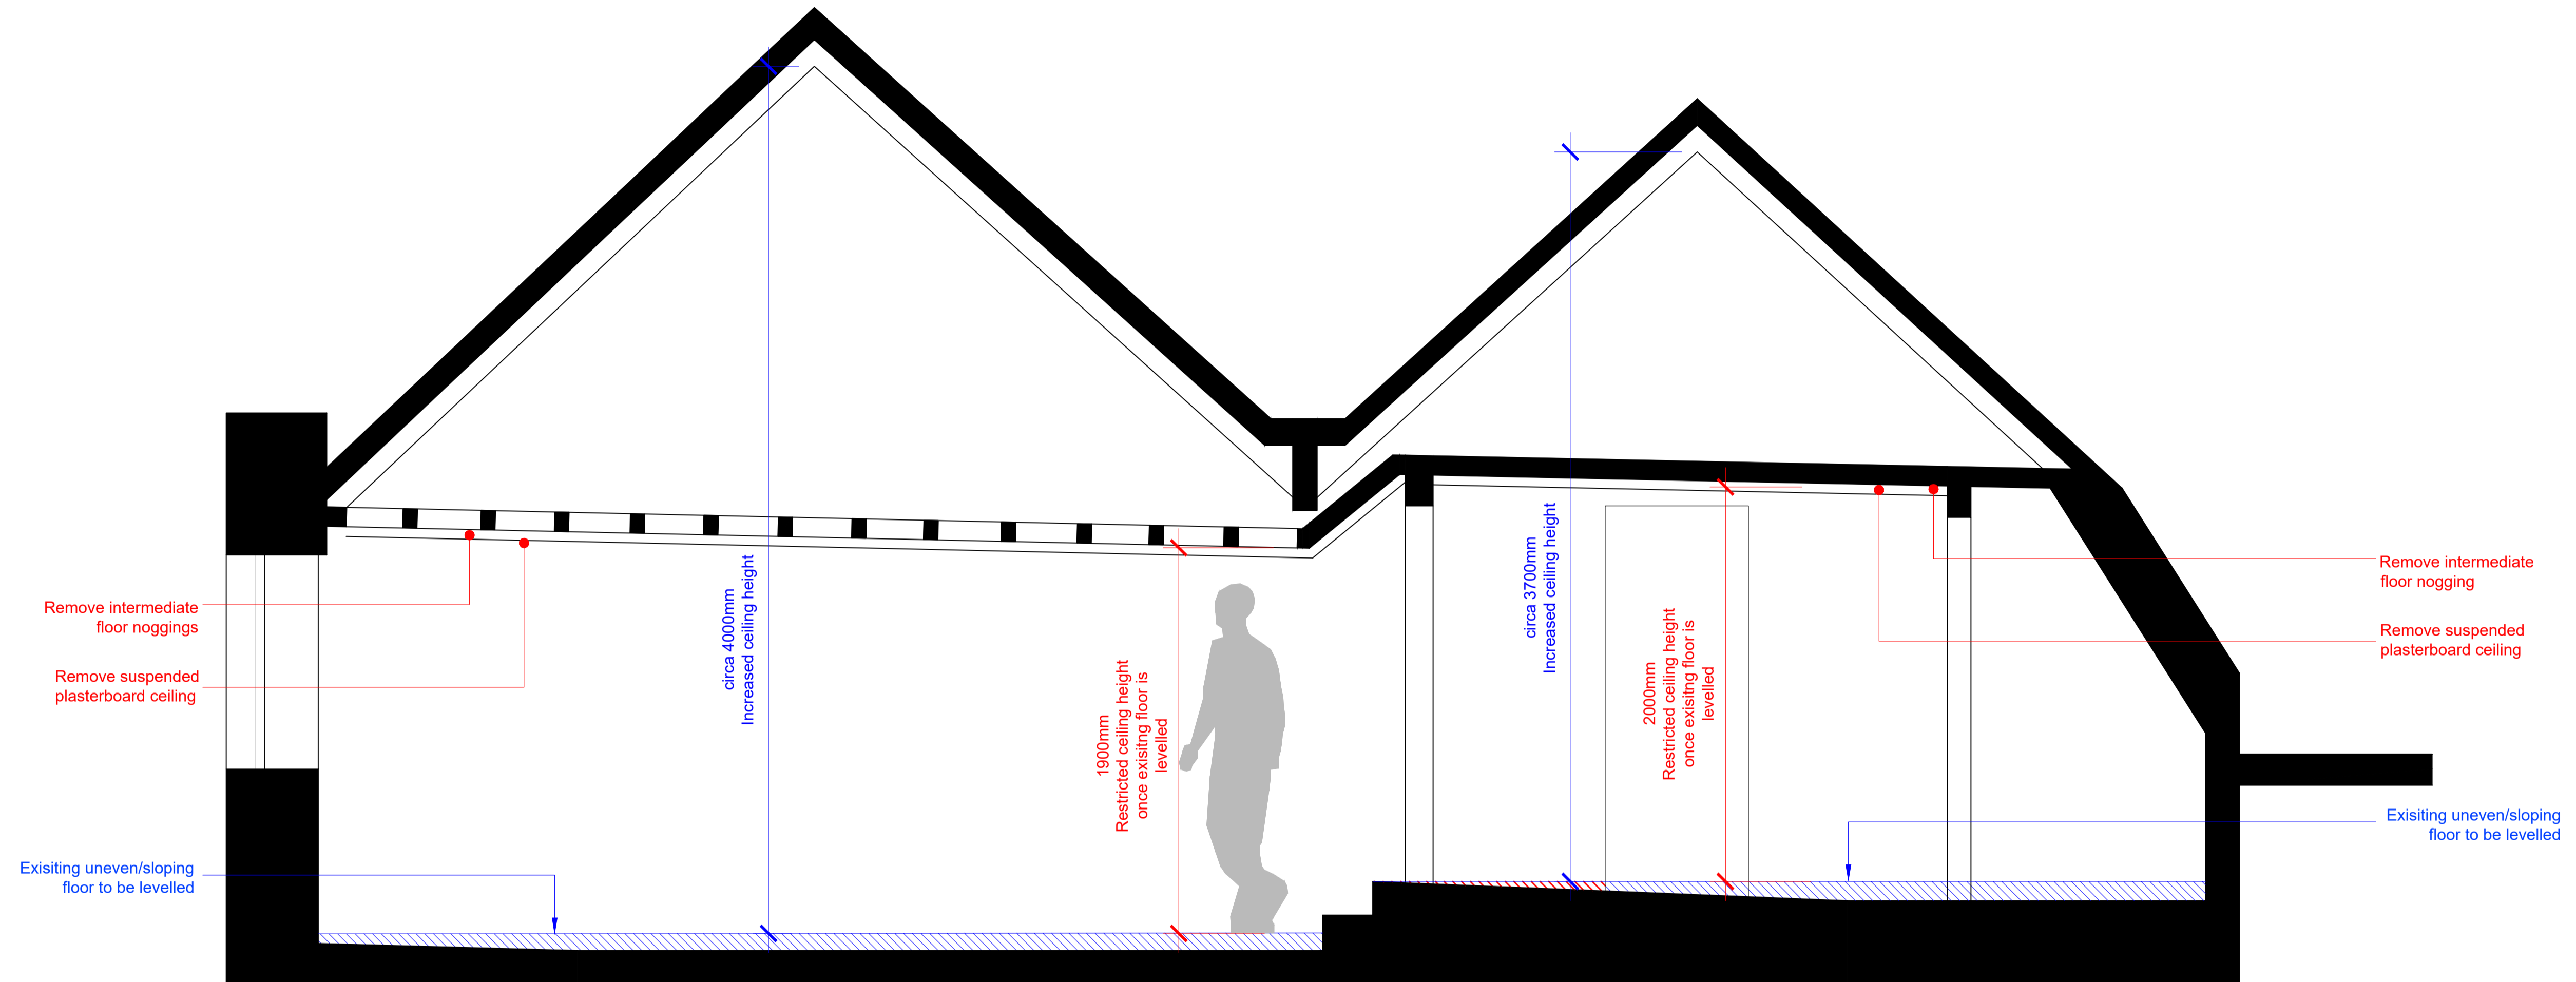 Remove intermediate
floor noggings
Remove suspended
plasterboard ceiling
Exisiting uneven/sloping
floor to be levelled
circa 4000mm
Increased ceiling height
1900mm
Restricted ceiling height
once exisitng floor is
levelled
circa 3700mm
Increased ceiling height
2000mm
Restricted ceiling height
once exisitng floor is
levelled
Remove intermediate
floor nogging
Remove suspended
plasterboard ceiling
Exisiting uneven/sloping
floor to be levelled